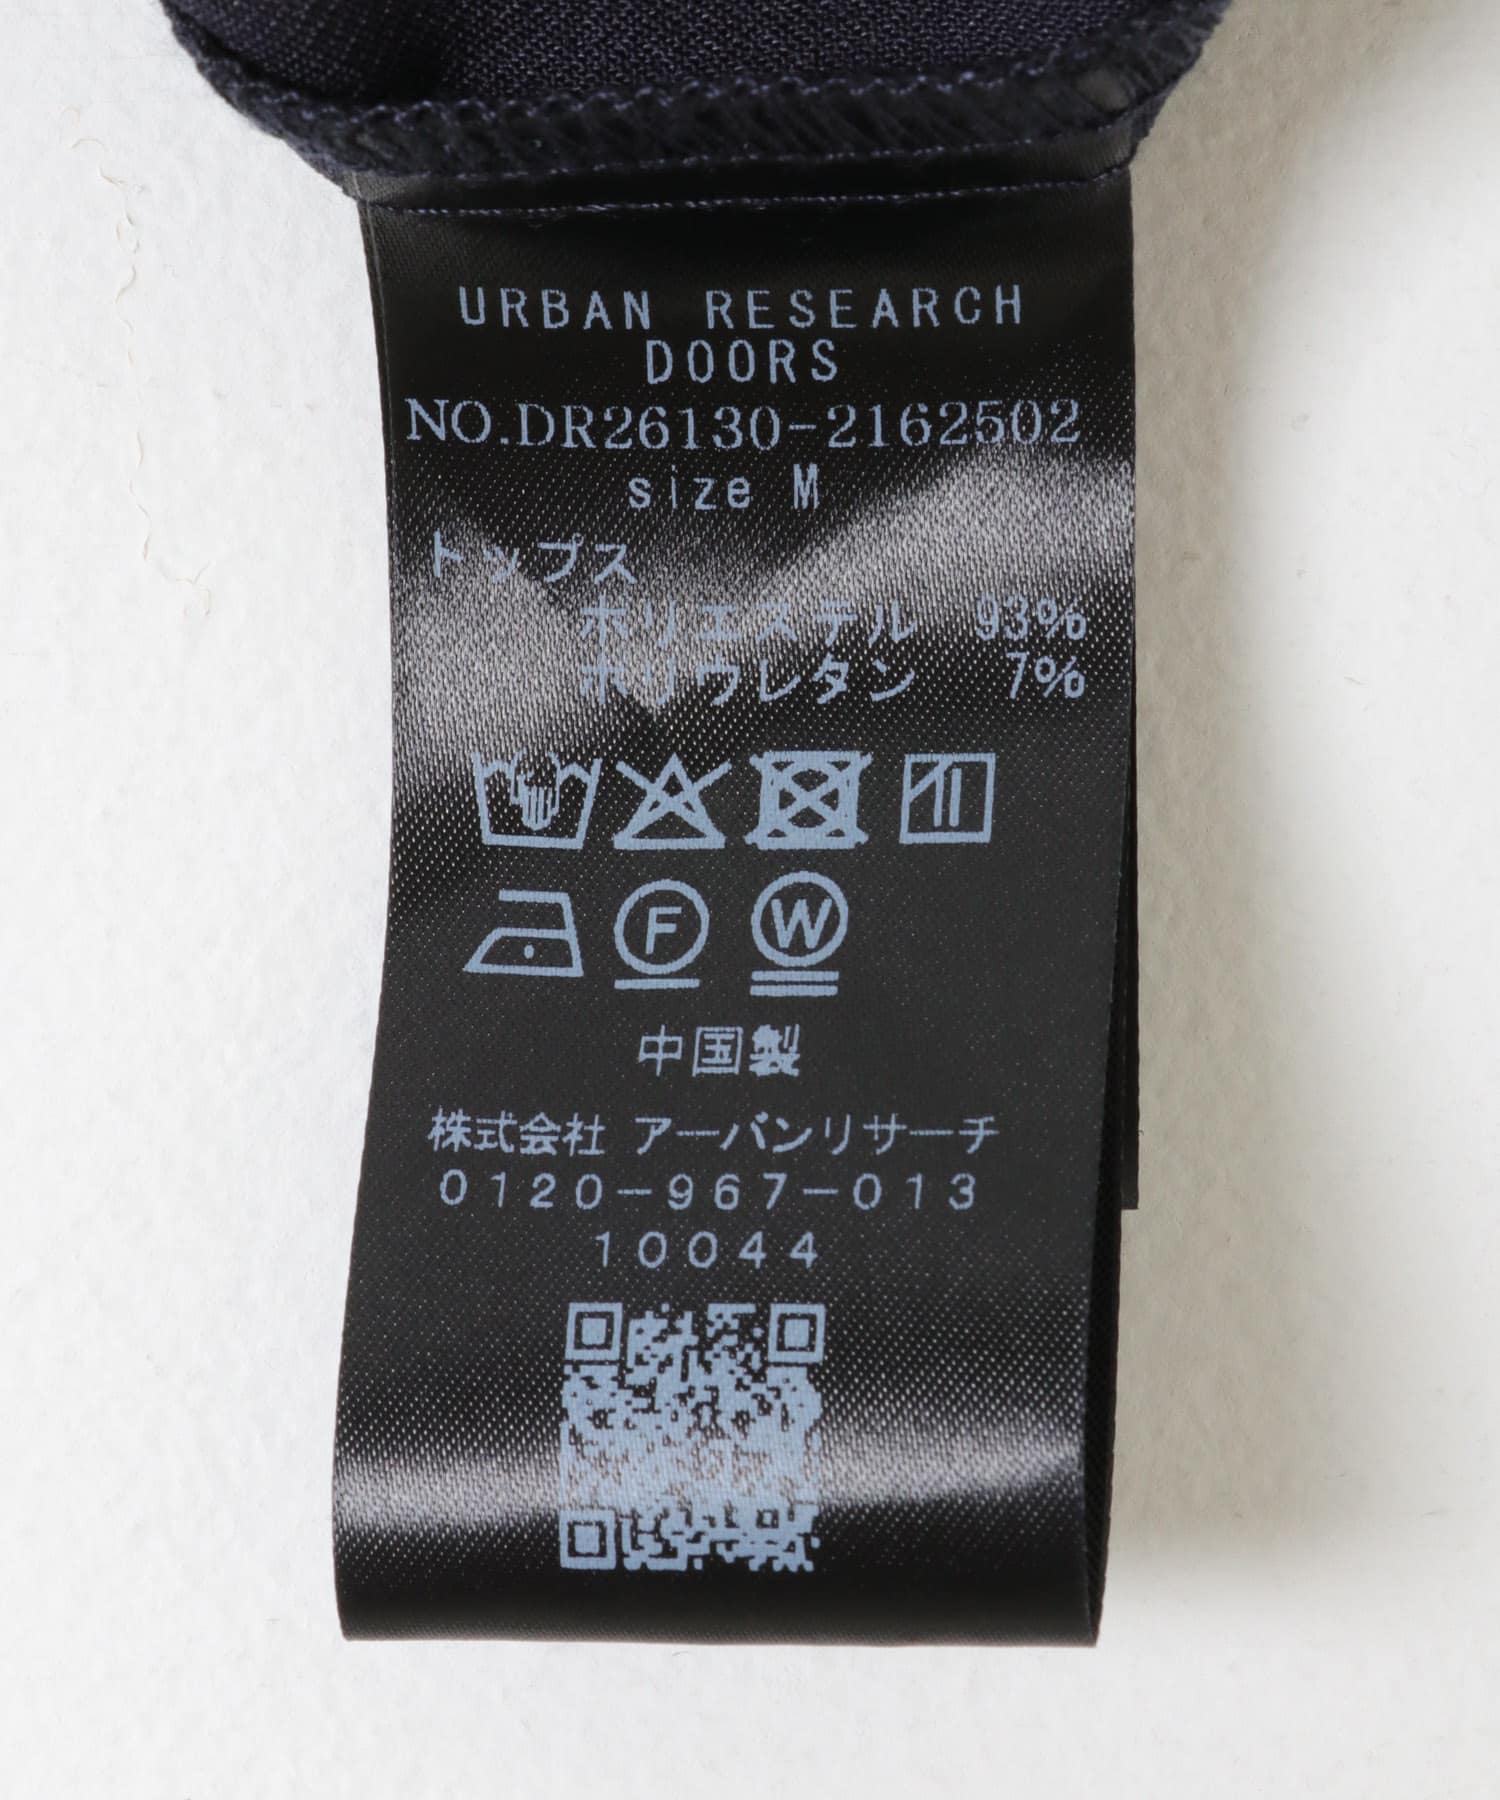 URBAN RESEARCH
DOORS
NO.DR26130-2162502
size M
トップス
ポリエステル 93%
ポリウレタン 7%
F
W
中国製
株式会社 アーバンリサーチ
0120-967-013
10044